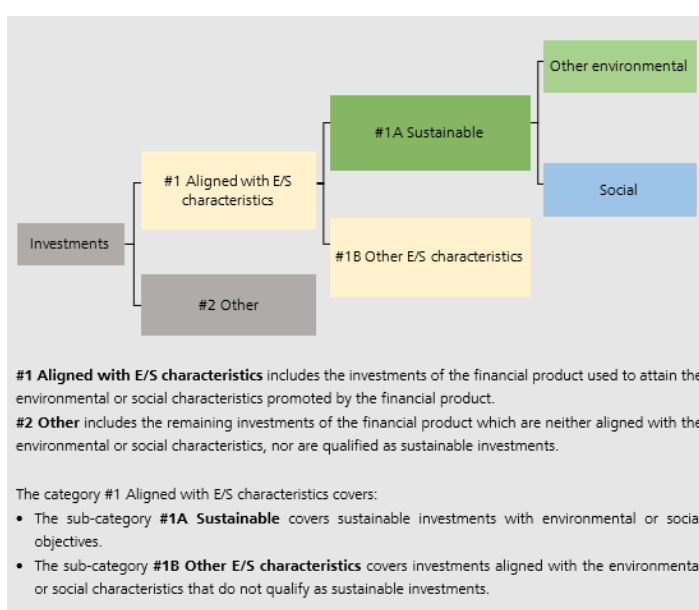 Other environmental
#1A Sustainable
#1 Aligned with E/S
characteristics
Social
Investments
#1B Other E/S characteristics
#2 Other
#1 Aligned with E/S characteristics includes the investments of the financial product used to attain the
environmental or social characteristics promoted by the financial product.
#2 Other includes the remaining investments of the financial product which are neither aligned with the
environmental or social characteristics, nor are qualified as sustainable investments.
The category #1 Aligned with E/S characteristics covers:
• The sub-category #1A Sustainable covers sustainable investments with environmental or social
objectives.
• The sub-category #1B Other E/S characteristics covers investments aligned with the environmental
or social characteristics that do not qualify as sustainable investments.